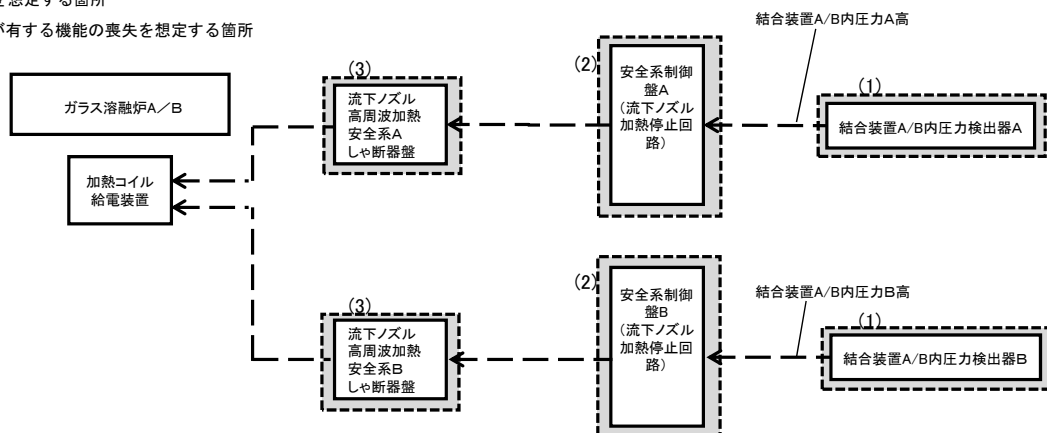 を想定する箇所
が有する機能の喪失を想定する箇所
結合装置A/B内圧力A高
(3)
(2)
安全系制御
盤A
(流下ノズル
加熱停止回
路)
(1)
ガラス溶融炉A/B
流下ノズル
高周波加熱
安全系A
しゃ断器盤
結合装置A/B内圧力検出器A
加熱コイル
給電装置
(2)
安全系制御
盤B
(流下ノズル
加熱停止回
路)
結合装置A/B内圧力B高
(3)
(1)
流下ノズル
高周波加熱
安全系B
しゃ断器盤
結合装置A/B内圧力検出器B